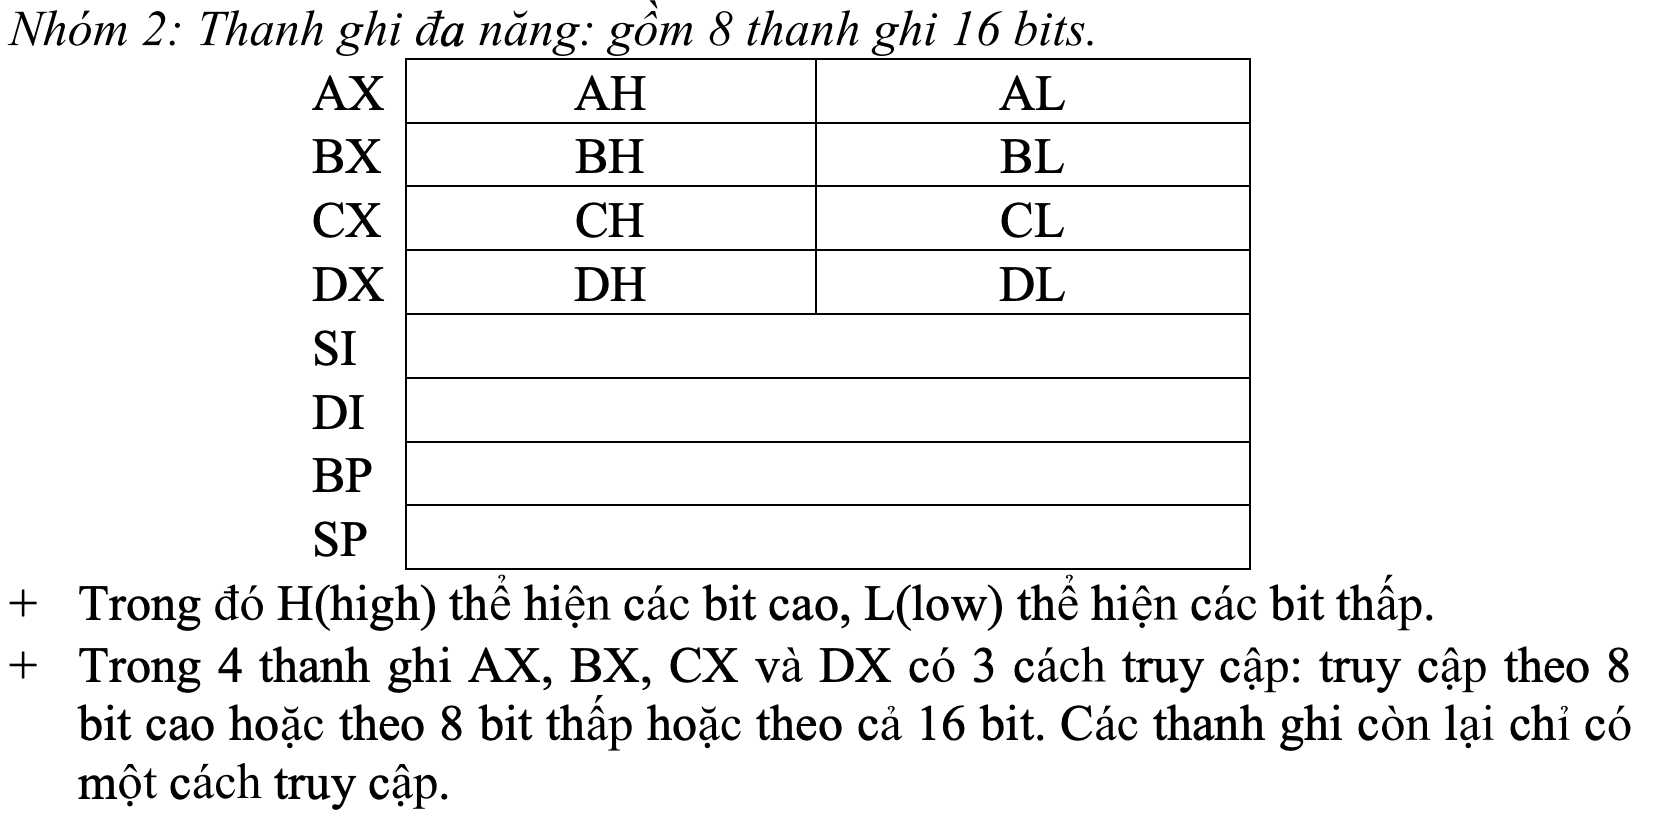 Nhóm 2: Thanh ghi đa năng: gồm 8 thanh ghi 16 bits.
AX AH AL
BX BH BL
CX CH CL
DX DH DL
SI
DI
BP
SP
+ Trong đó H(high) thể hiện các bit cao, L(low) thể hiện các bit thấp.
+ Trong 4 thanh ghi AX, BX, CX và DX có 3 cách truy cập: truy cập theo 8
bit cao hoặc theo 8 bit thấp hoặc theo cả 16 bit. Các thanh ghi còn lại chỉ có
một cách truy cập.